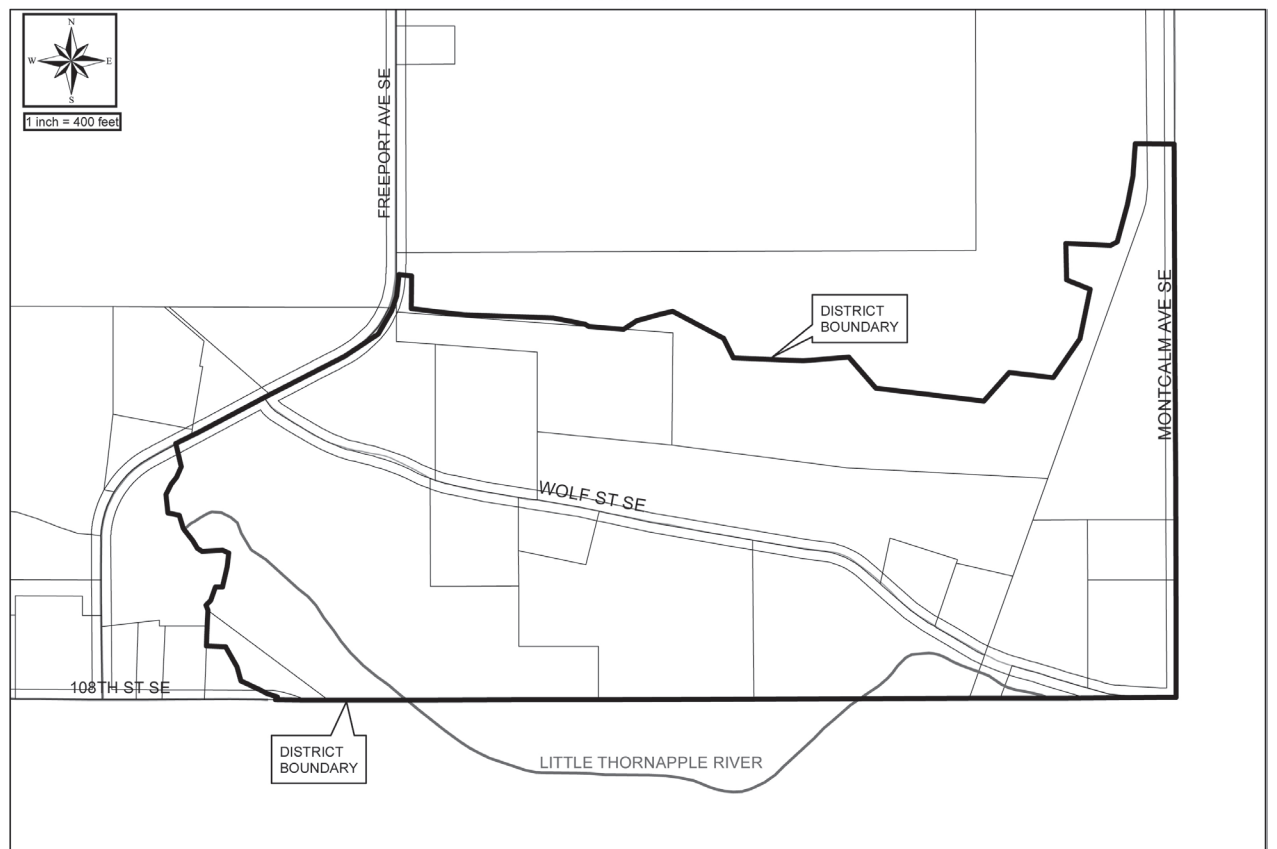 N
W E
S
1 inch = 400 feet
FREEPORT AVE SE
DISTRICT
BOUNDARY
MONTCALM AVE SE
WOLF ST SE
108TH ST SE
DISTRICT
BOUNDARY
LITTLE THORNAPPLE RIVER